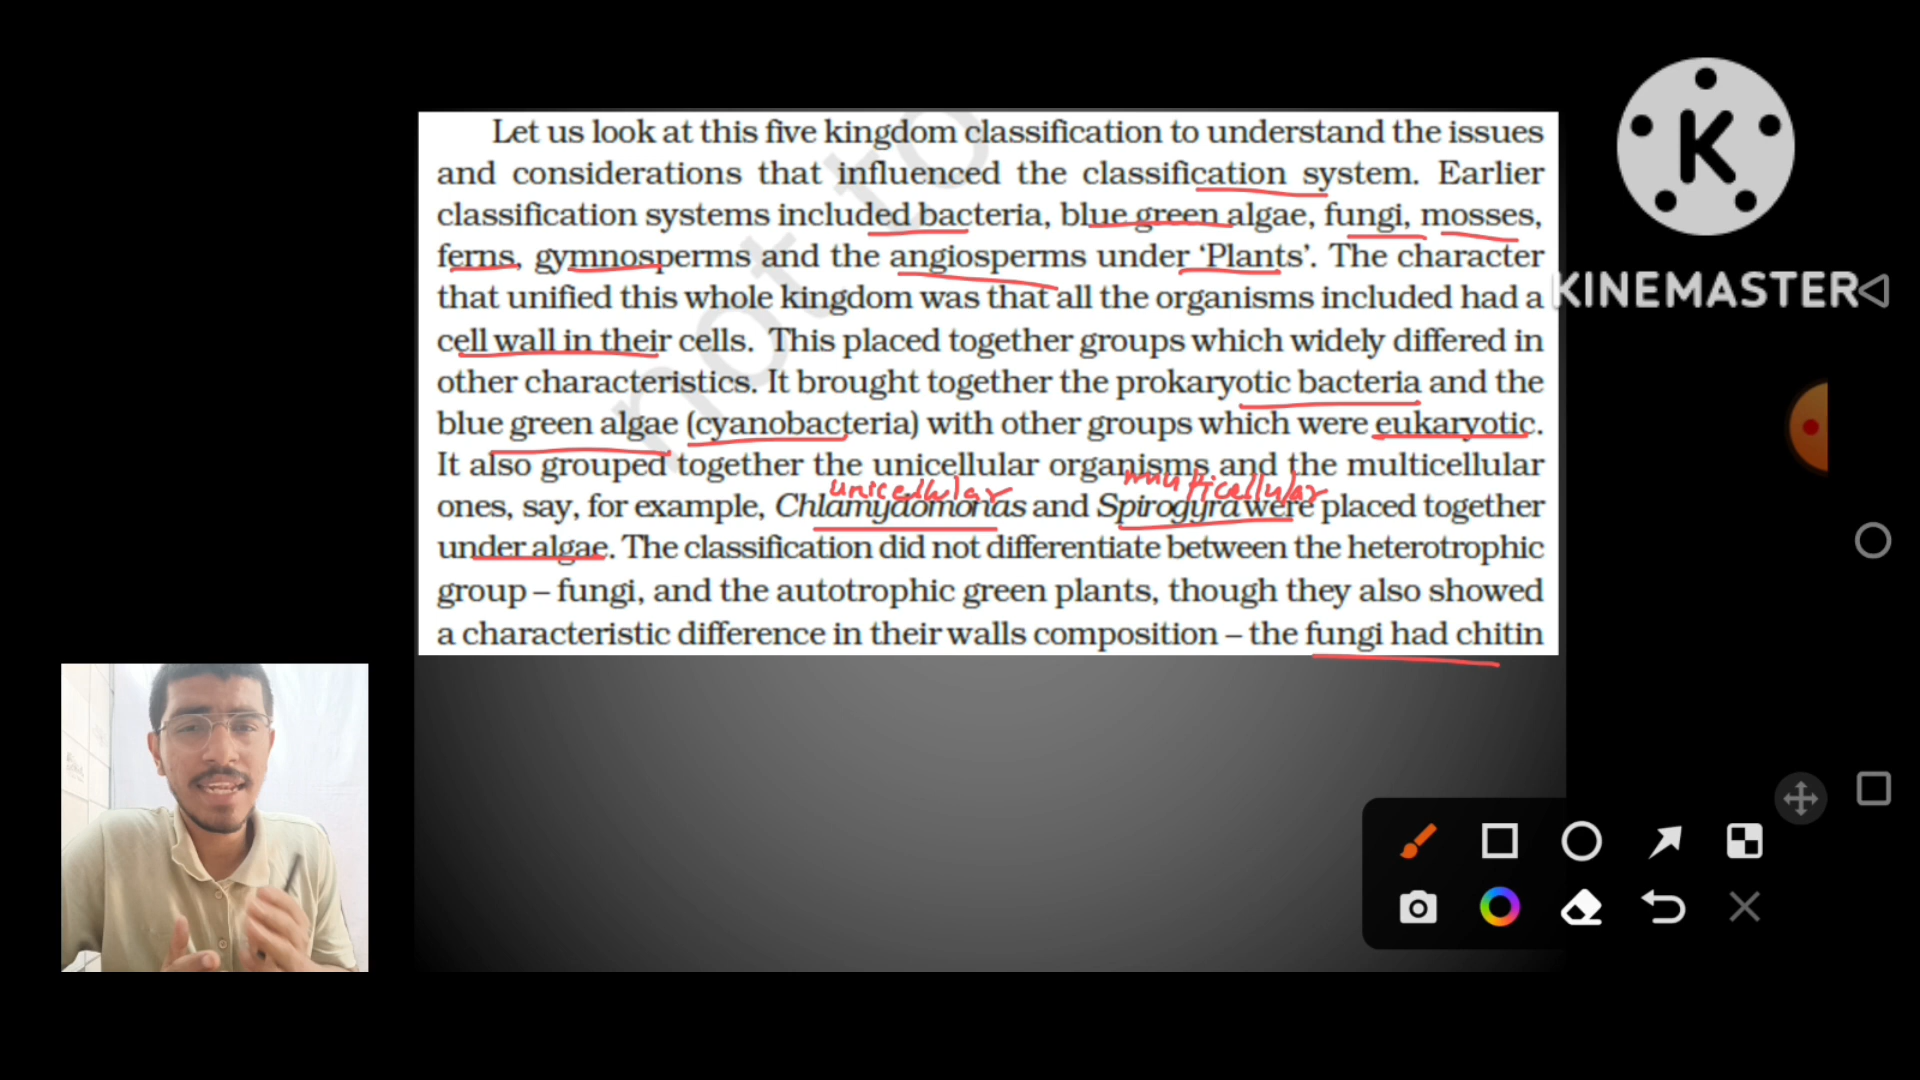 Let us look at this five kingdom classification to understand the issues
and considerations that influenced the classification system. Earlier
classification systems included bacteria, blue green algae, fungi, mosses,
ferns, gymnosperms and the angiosperms under ‘Plants’. The character
that unified this whole kingdom was that all the organisms included had a
cell wall in their cells. This placed together groups which widely differed in
other characteristics. It brought together the prokaryotic bacteria and the
blue green algae (cyanobacteria) with other groups which were eukaryotic.
It also grouped together the unicellular organisms and the multicellular
unicellular multicellular
ones, say, for example, Chlamydomonas and Spirogyra were placed together
under algae. The classification did not differentiate between the heterotrophic
group – fungi, and the autotrophic green plants, though they also showed
a characteristic difference in their walls composition – the fungi had chitin
not to
K
KINEMASTER